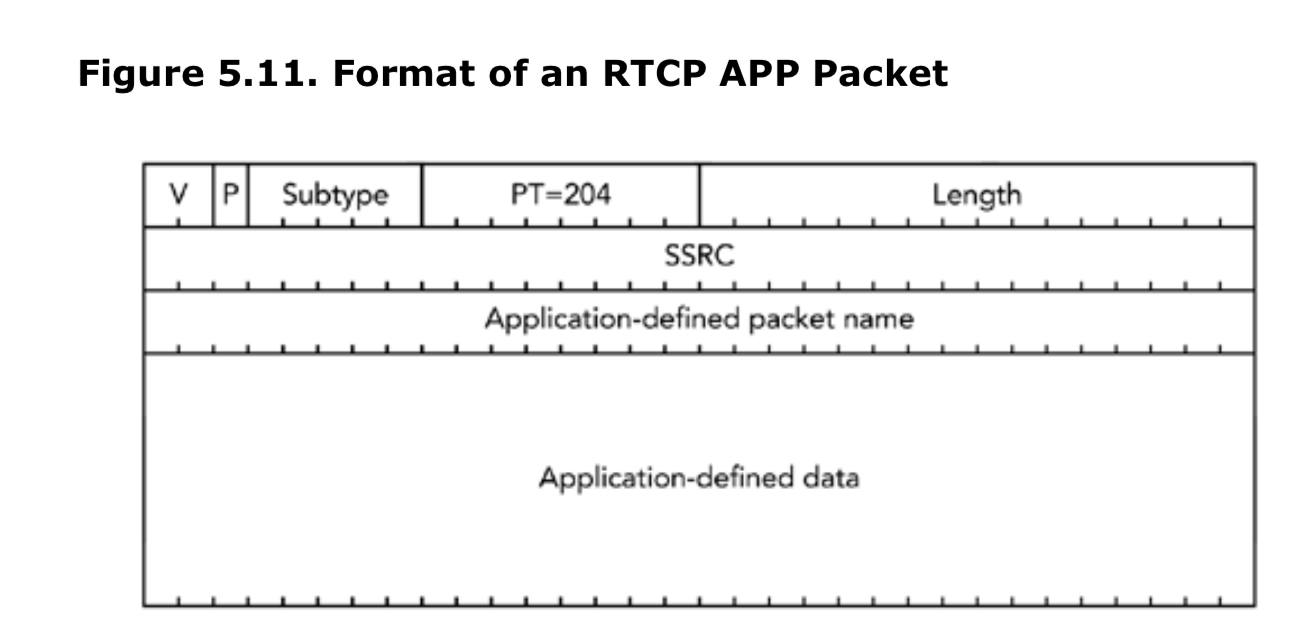 Figure 5.11. Format of an RTCP APP Packet
V P Subtype PT=204 Length
SSRC
Application-defined packet name
Application-defined data